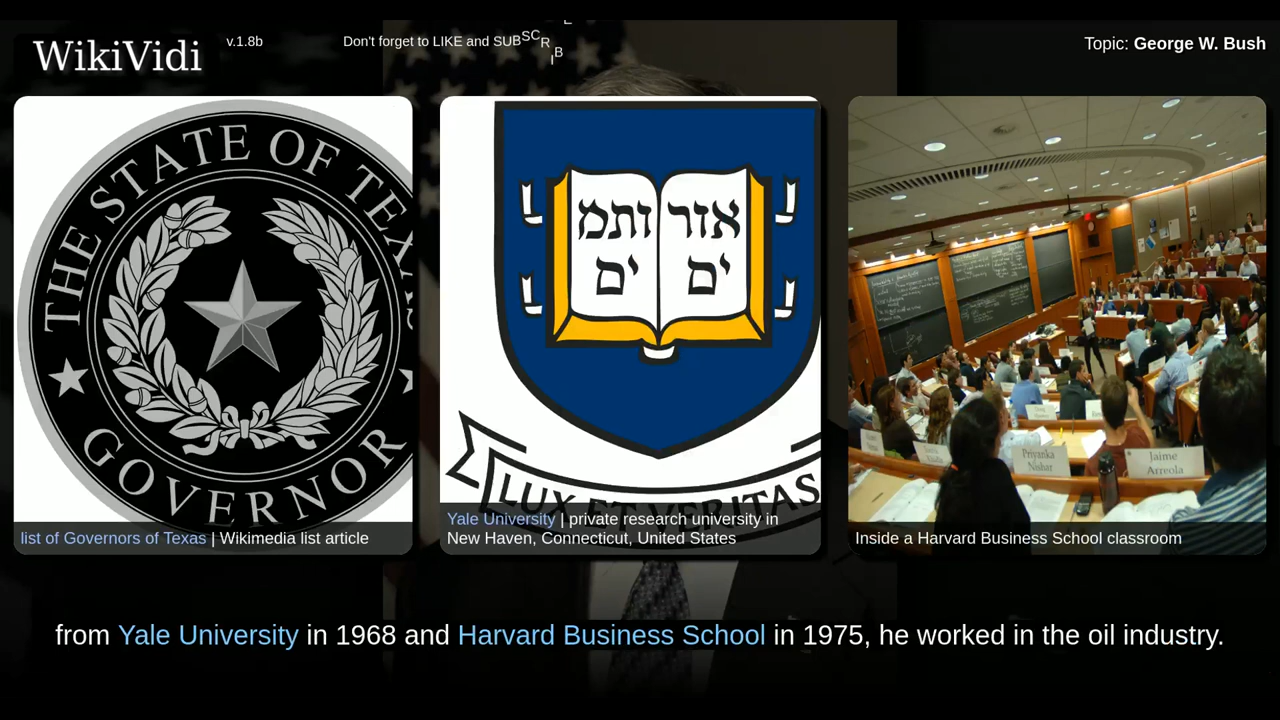 WikiVidi
v.1.8b
Don't forget to LIKE and SUBSCRIBE
Topic: George W. Bush
THE STATE OF TEXAS
GOVERNOR
list of Governors of Texas | Wikimedia list article
אזר ותמ
ים ים
LUX ET VERITAS
Yale University | private research university in
New Haven, Connecticut, United States
Priyanka
Nishar
Jaime
Arreola
Inside a Harvard Business School classroom
from Yale University in 1968 and Harvard Business School in 1975, he worked in the oil industry.